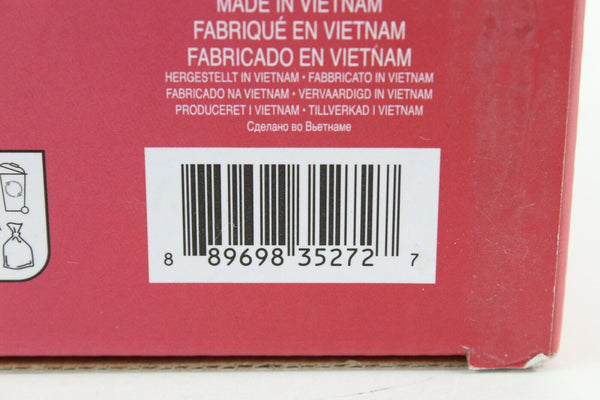 MADE IN VIETNAM
FABRIQUÉ EN VIETNAM
FABRICADO EN VIETNAM
HERGESTELLT IN VIETNAM • FABBRICATO IN VIETNAM
FABRICADO NA VIETNAM • VERVAARDIGD IN VIETNAM
PRODUCERET I VIETNAM • TILLVERKAD I VIETNAM
Сделано во Вьетнаме
8 89698 35272 7